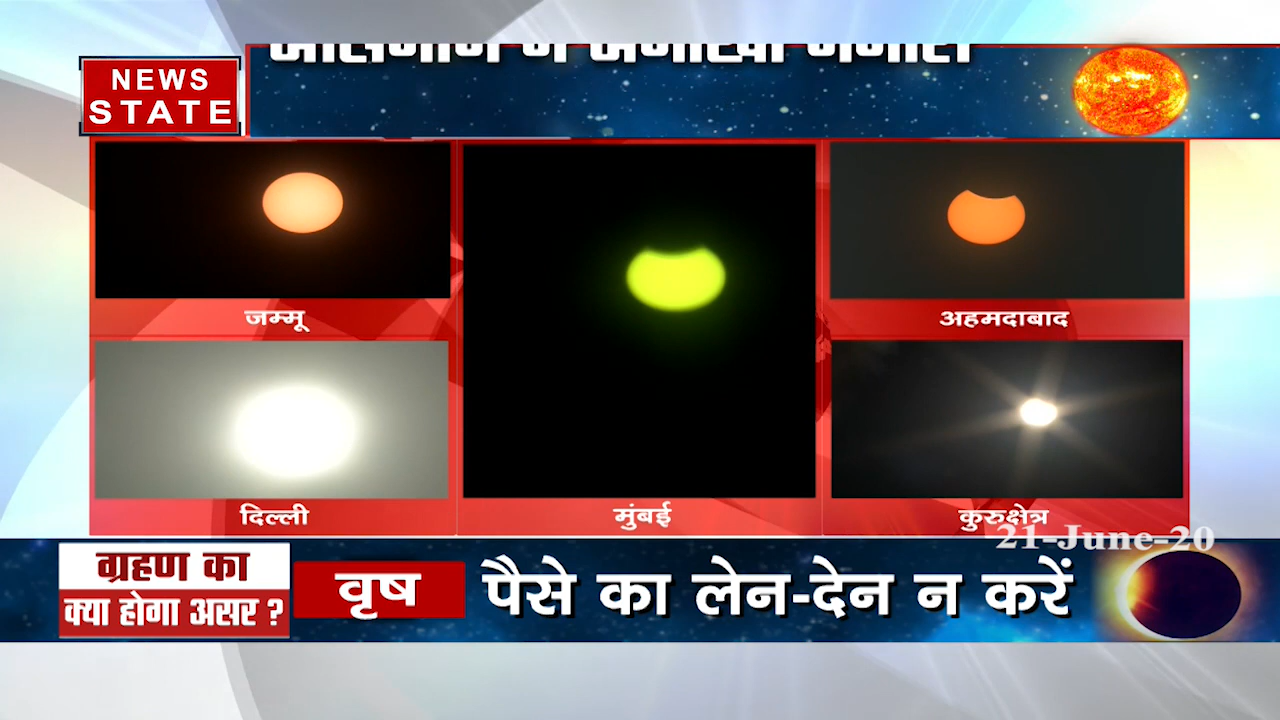 NEWS
STATE
जम्मू
अहमदाबाद
दिल्ली
मुंबई
कुरुक्षेत्र
21-June-20
ग्रहण का
क्या होगा असर ?
वृष
पैसे का लेन-देन न करें